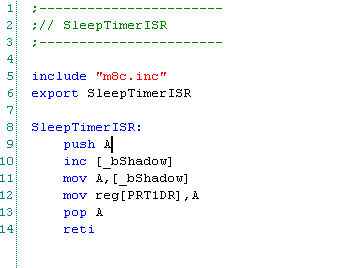 1 ;-----------------------
2 ;// SleepTimerISR
3 ;-----------------------
4
5 include "m8c.inc"
6 export SleepTimerISR
7
8 SleepTimerISR:
9     push A
10     inc [_bShadow]
11     mov A,[_bShadow]
12     mov reg[PRT1DR],A
13     pop A
14     reti